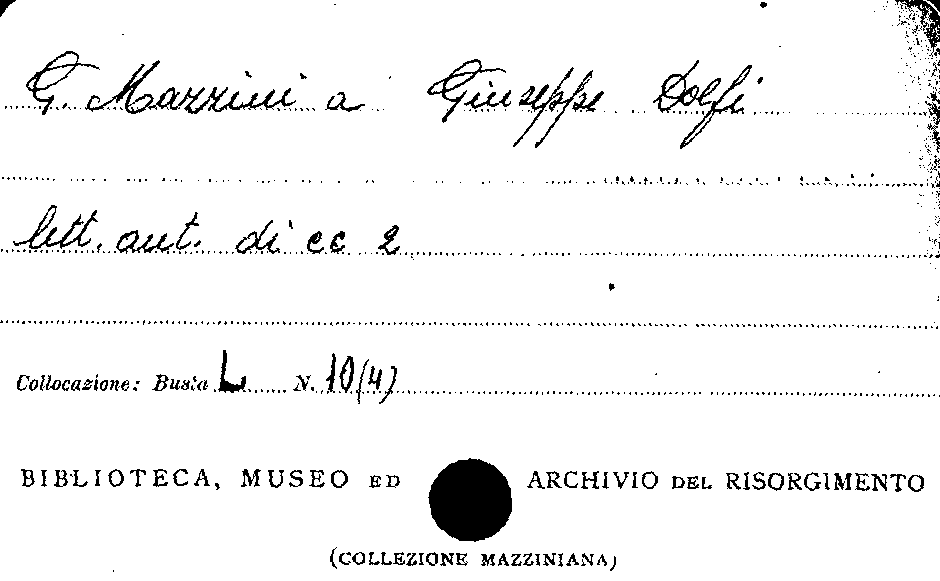 G. Mazzini a Giuseppe Dolfi
lett. aut. di cc 2
Collocazione: Busta L N. 10(4)
BIBLIOTECA, MUSEO ED ARCHIVIO DEL RISORGIMENTO
(COLLEZIONE MAZZINIANA)